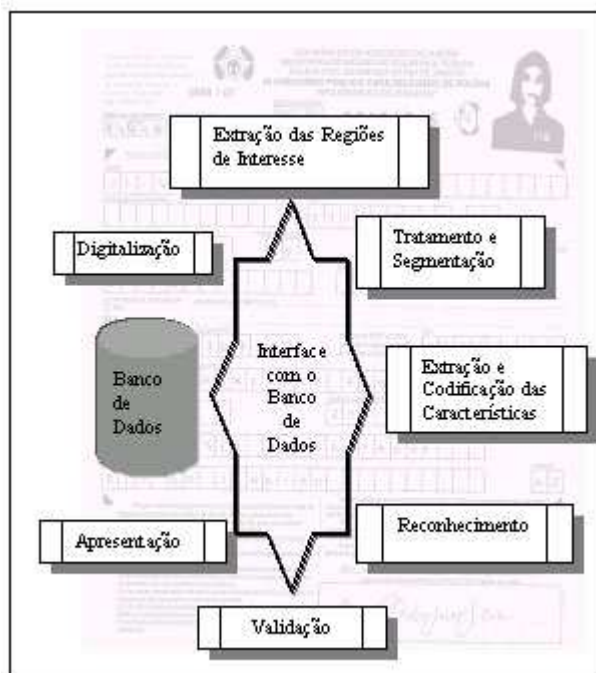 Extração das Regiões
de Interesse
Digitalização
Tratamento e
Segmentação
Banco
de
Dados
Interface
com o
Banco
de
Dados
Extração e
Codificação das
Características
Apresentação
Reconhecimento
Validação